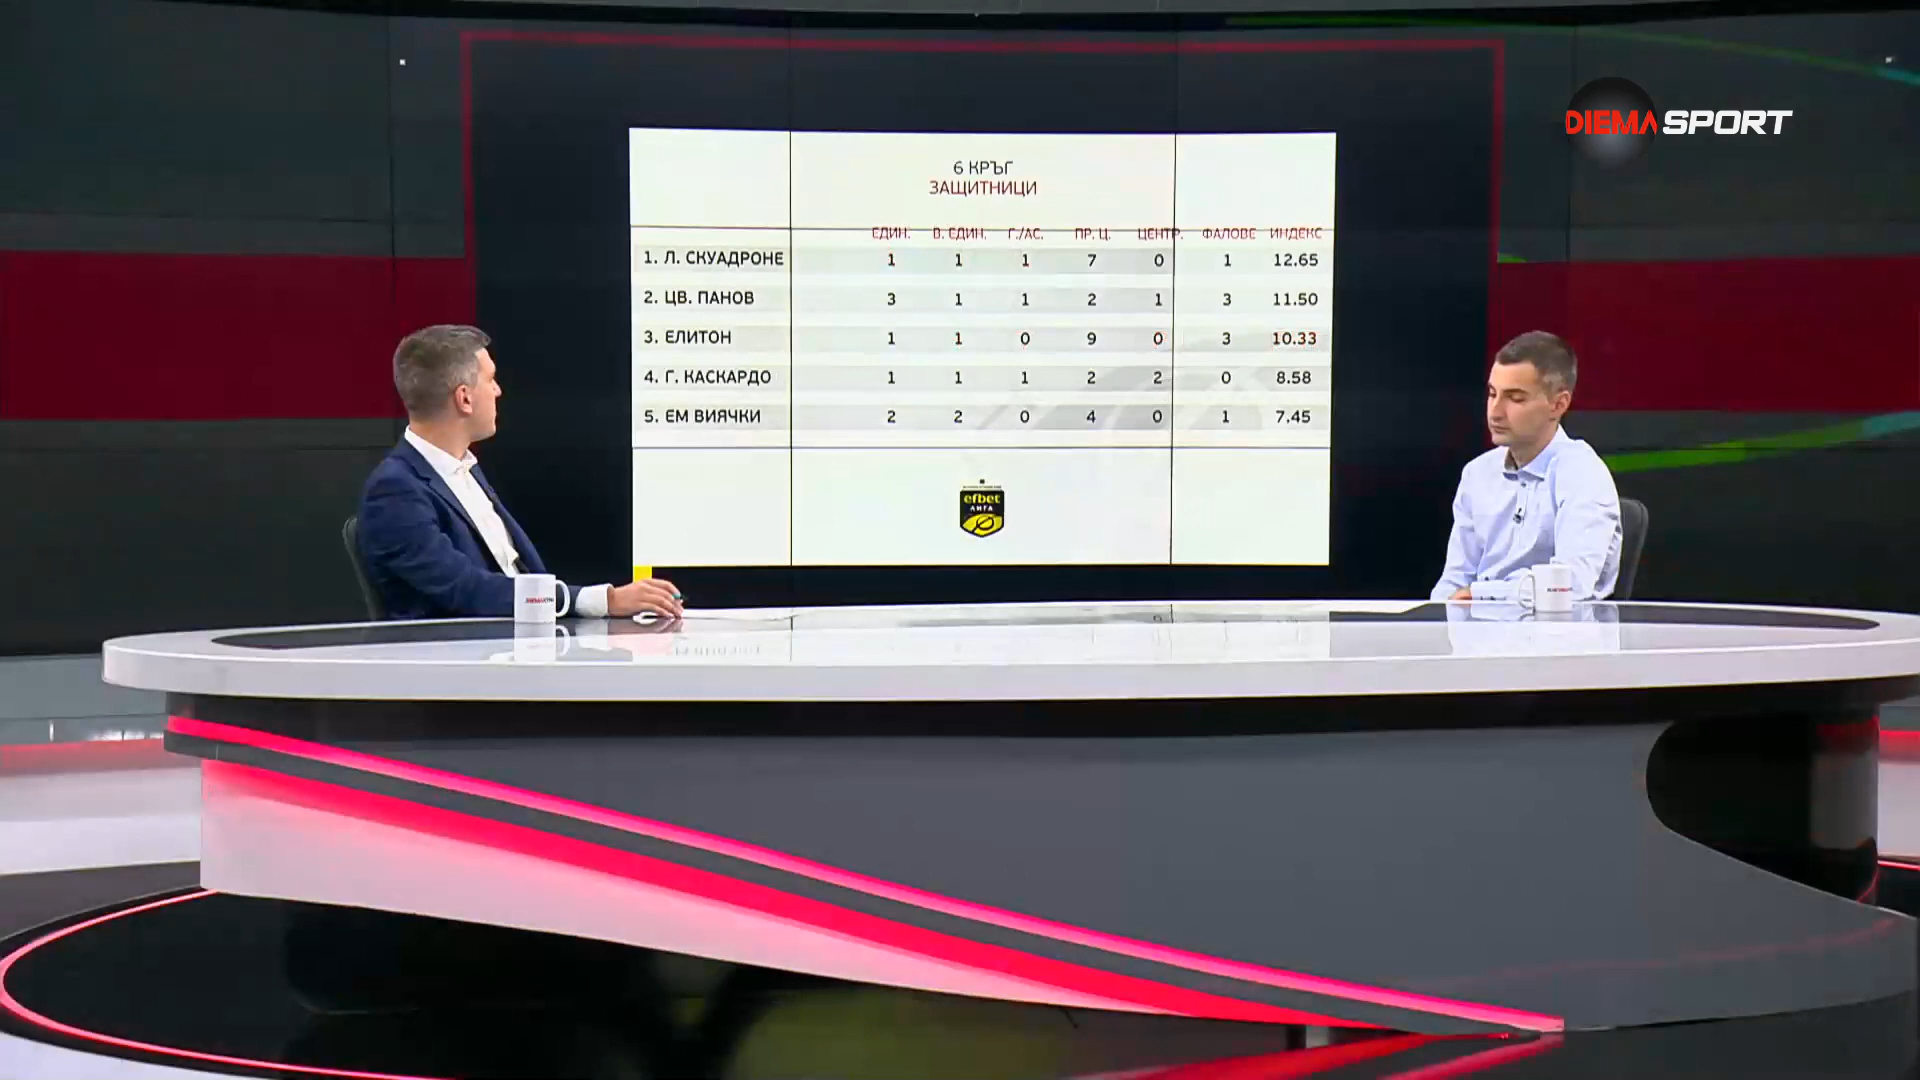 DIEMA SPORT
6 КРЪГ
ЗАЩИТНИЦИ
ЕДИН. В. ЕДИН. Г./АС. ПР. Ц. ЦЕНТР. ФАЛОВЕ ИНДЕКС
1. Л. СКУАДРОНЕ 1 1 1 7 0 1 12.65
2. ЦВ. ПАНОВ 3 1 1 2 1 3 11.50
3. ЕЛИТОН 1 1 0 9 0 3 10.33
4. Г. КАСКАРДО 1 1 1 2 2 0 8.58
5. ЕМ ВИЯЧКИ 2 2 0 4 0 1 7.45
efbet
ЛИГА